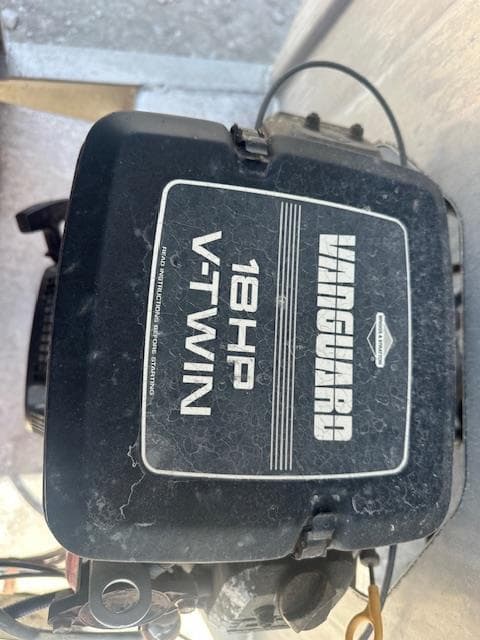 BRIGGS & STRATTON
VANGUARD
18HP
V-TWIN
READ INSTRUCTIONS BEFORE STARTING